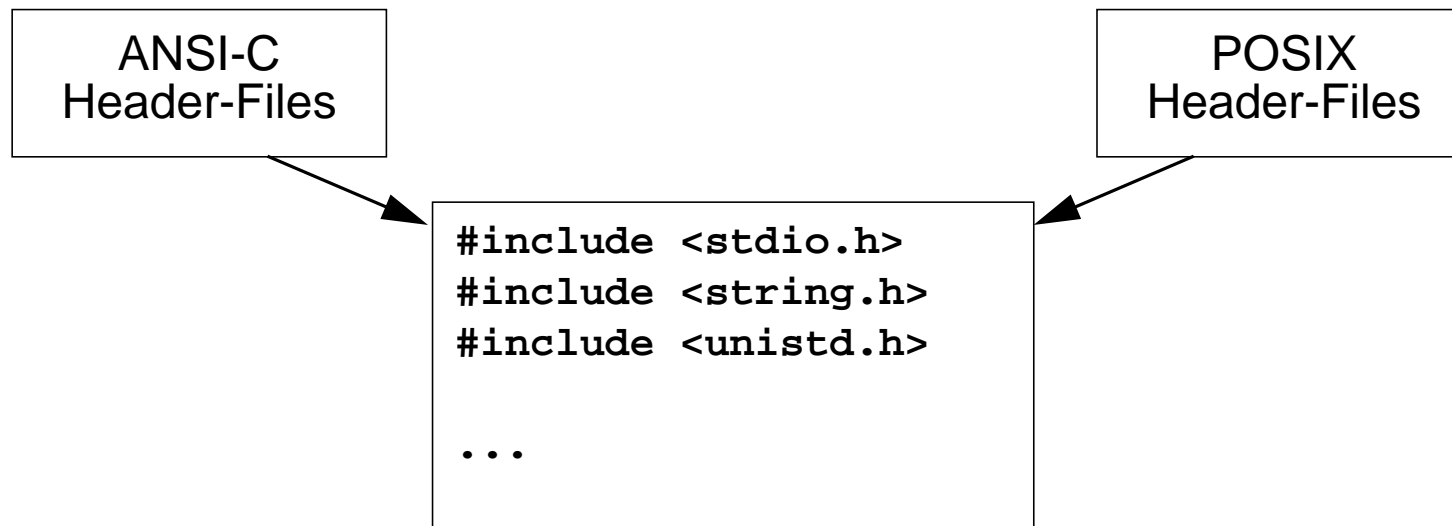 ANSI-C
Header-Files
POSIX
Header-Files
#include <stdio.h>
#include <string.h>
#include <unistd.h>
...